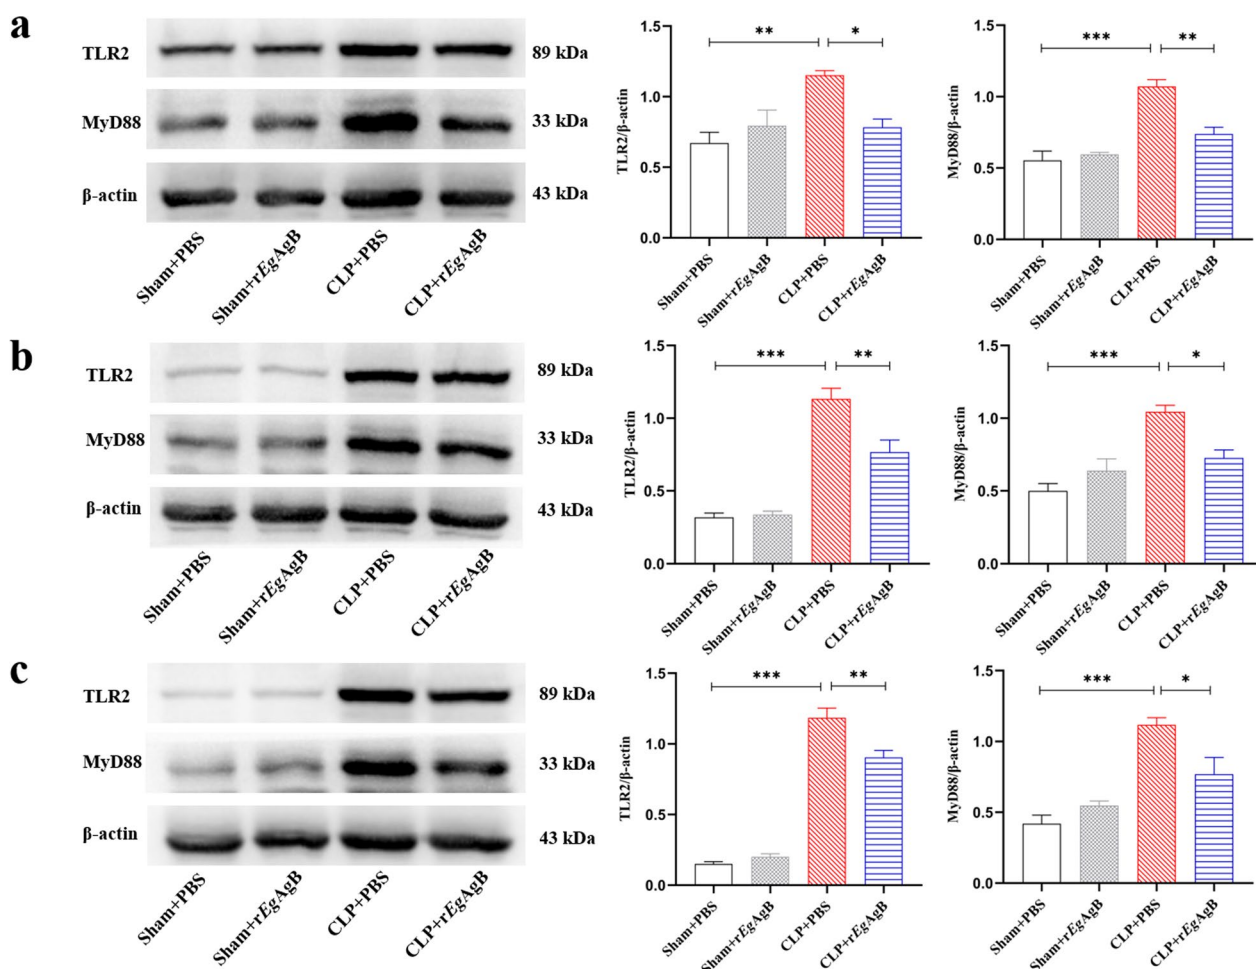 a
TLR2
89 kDa
MyD88
33 kDa
β-actin
43 kDa
Sham+PBS
Sham+rEgAgB
CLP+PBS
CLP+rEgAgB
TLR2/β-actin
1.5
1.0
0.5
0.0
**
*
Sham+PBS
Sham+rEgAgB
CLP+PBS
CLP+rEgAgB
MyD88/β-actin
1.5
1.0
0.5
0.0
***
**
Sham+PBS
Sham+rEgAgB
CLP+PBS
CLP+rEgAgB
b
TLR2
89 kDa
MyD88
33 kDa
β-actin
43 kDa
Sham+PBS
Sham+rEgAgB
CLP+PBS
CLP+rEgAgB
TLR2/β-actin
1.5
1.0
0.5
0.0
***
**
Sham+PBS
Sham+rEgAgB
CLP+PBS
CLP+rEgAgB
MyD88/β-actin
1.5
1.0
0.5
0.0
***
*
Sham+PBS
Sham+rEgAgB
CLP+PBS
CLP+rEgAgB
c
TLR2
89 kDa
MyD88
33 kDa
β-actin
43 kDa
Sham+PBS
Sham+rEgAgB
CLP+PBS
CLP+rEgAgB
TLR2/β-actin
1.5
1.0
0.5
0.0
***
**
Sham+PBS
Sham+rEgAgB
CLP+PBS
CLP+rEgAgB
MyD88/β-actin
1.5
1.0
0.5
0.0
***
*
Sham+PBS
Sham+rEgAgB
CLP+PBS
CLP+rEgAgB